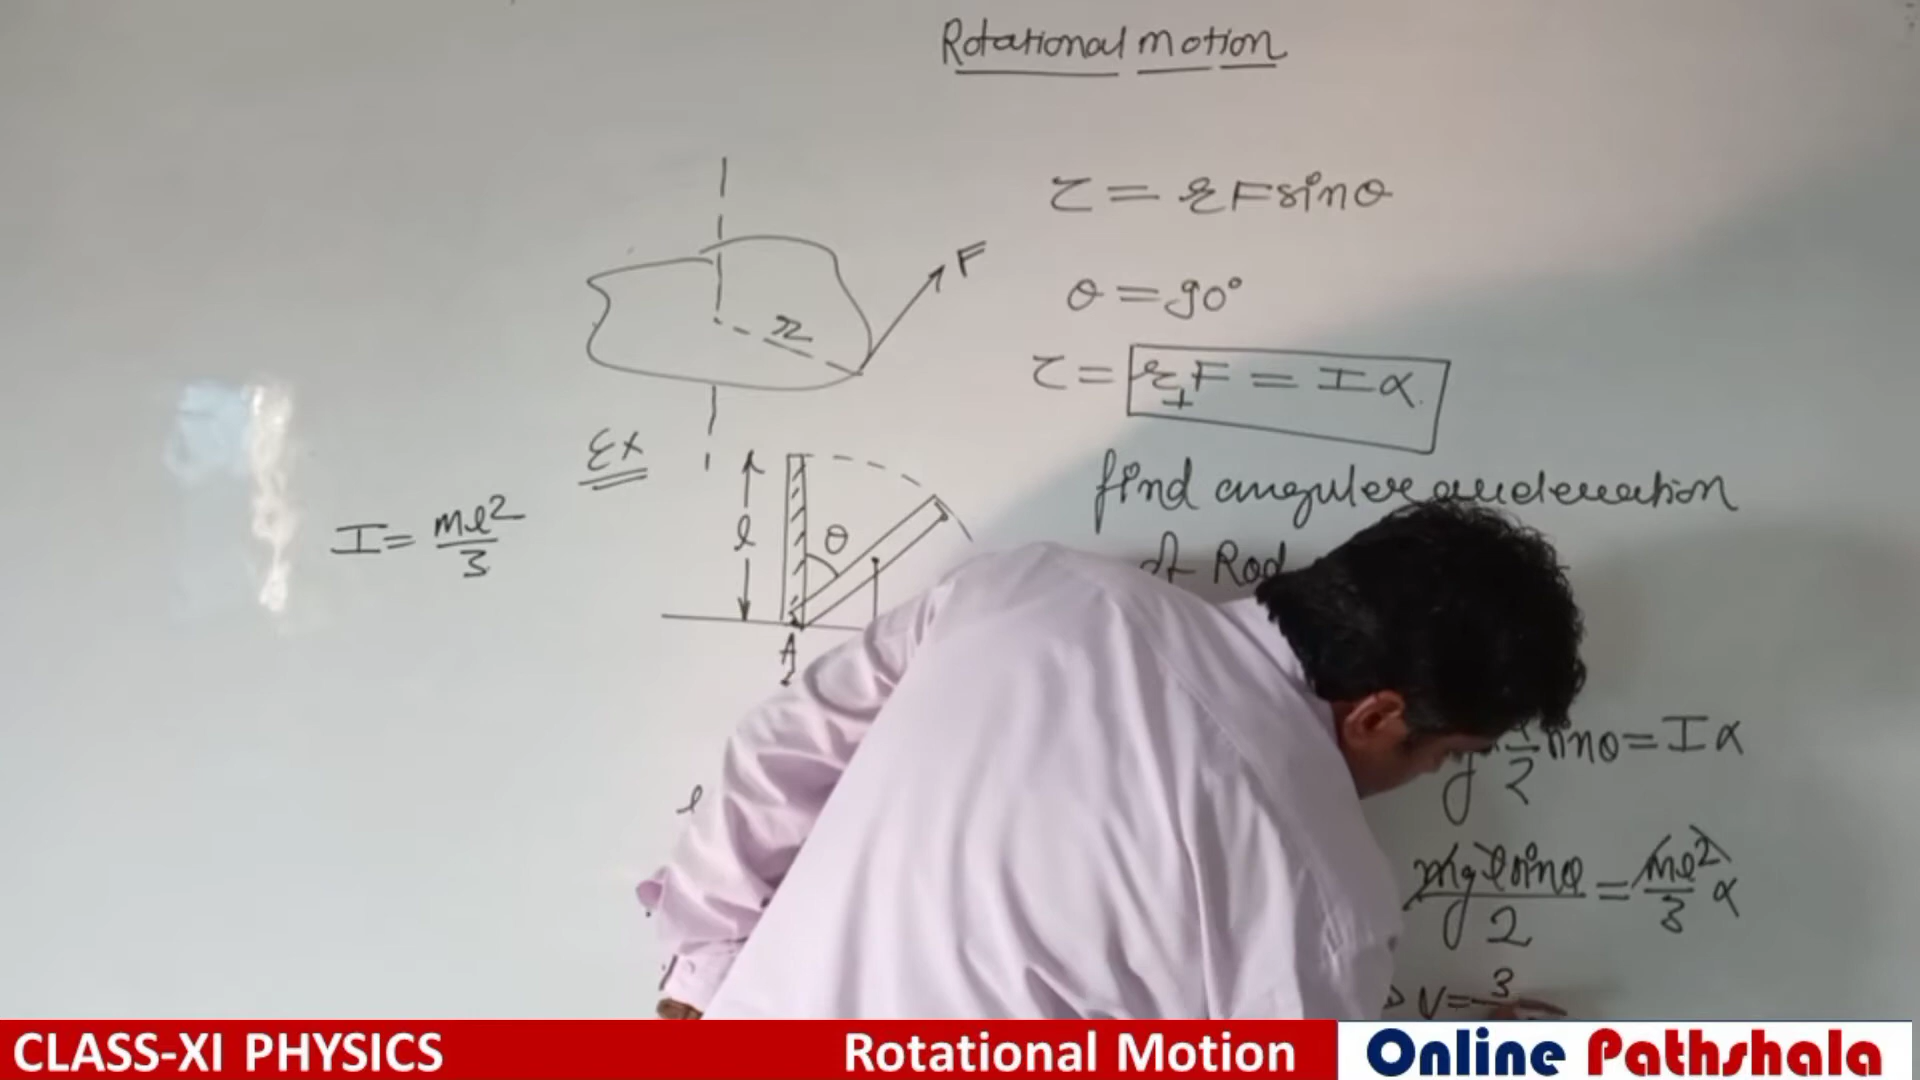 Rotational motion
τ = rF sinθ
F
θ = 90°
r
τ = r⊥F = Iα
Ex
find angular acceleration
of Rod
I = ml²/3
l
θ
A
g l/2 sinθ = Iα
l
mg l sinθ / 2 = ml²/3 α
3
CLASS-XI PHYSICS
Rotational Motion
Online Pathshala